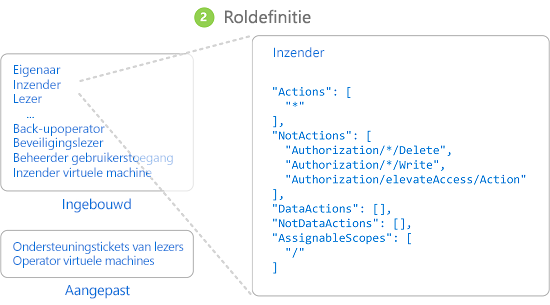 2 Roldefinitie
Eigenaar
Inzender
Lezer
...
Back-upoperator
Beveiligingslezer
Beheerder gebruikerstoegang
Inzender virtuele machine
Ingebouwd
Ondersteuningstickets van lezers
Operator virtuele machines
Aangepast
Inzender
"Actions": [
"*"
],
"NotActions": [
"Authorization/*/Delete",
"Authorization/*/Write",
"Authorization/elevateAccess/Action"
],
"DataActions": [],
"NotDataActions": [],
"AssignableScopes": [
"/"
]